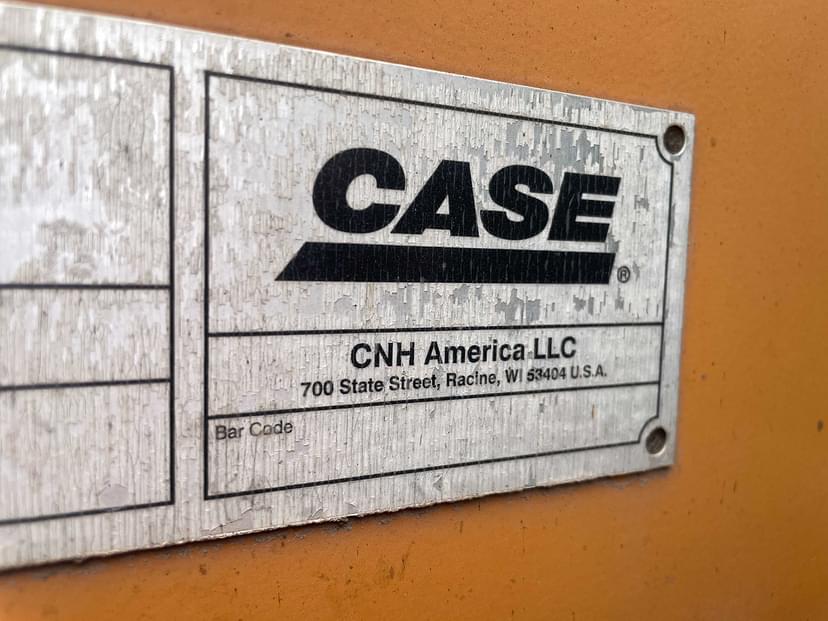 CASE
®
CNH America LLC
700 State Street, Racine, WI 53404 U.S.A.
Bar Code